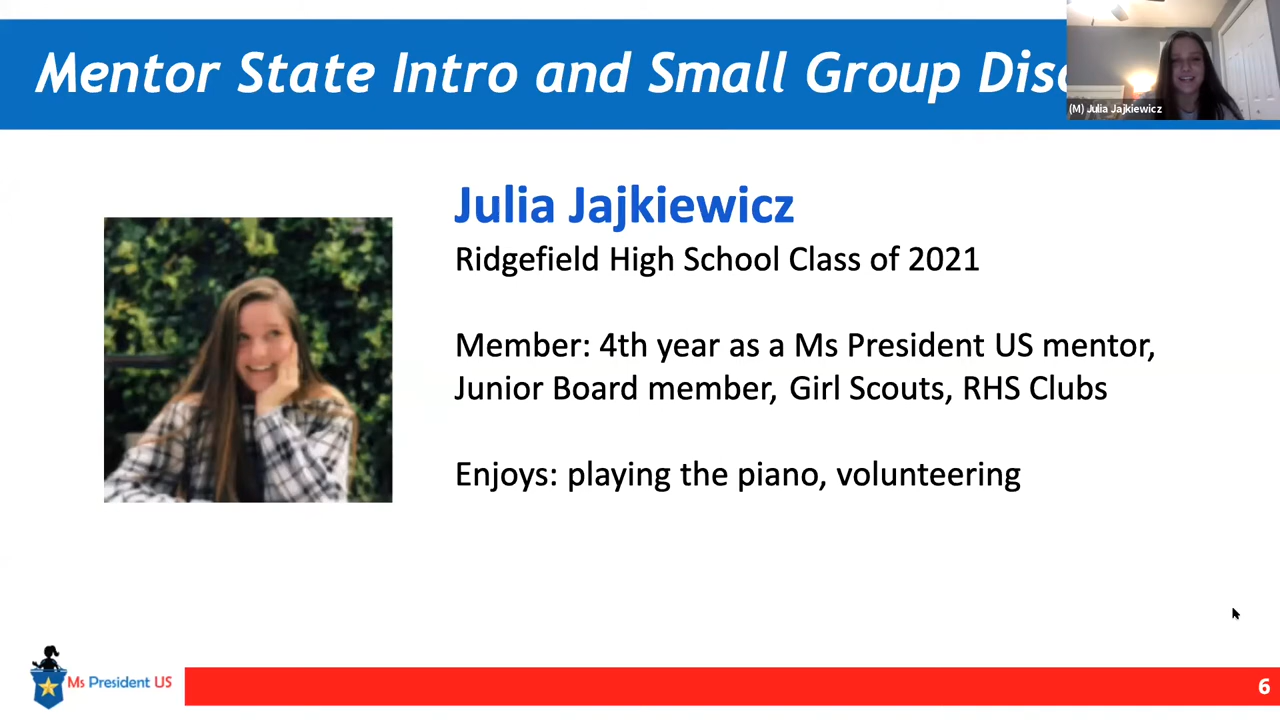 Mentor State Intro and Small Group Disc
(M) Julia Jajkiewicz
Julia Jajkiewicz
Ridgefield High School Class of 2021
Member: 4th year as a Ms President US mentor,
Junior Board member, Girl Scouts, RHS Clubs
Enjoys: playing the piano, volunteering
Ms President US
6